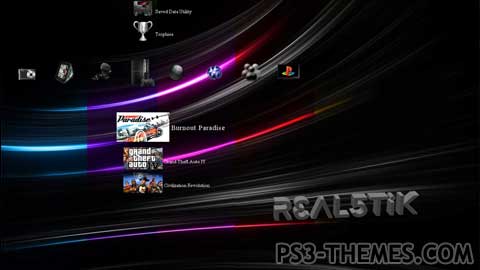 Saved Data Utility
Trophies
Paradise
Burnout Paradise
grand
theft
auto
Grand Theft Auto IV
Civilization Revolution
REAL5TIK
PS3-THEMES.COM